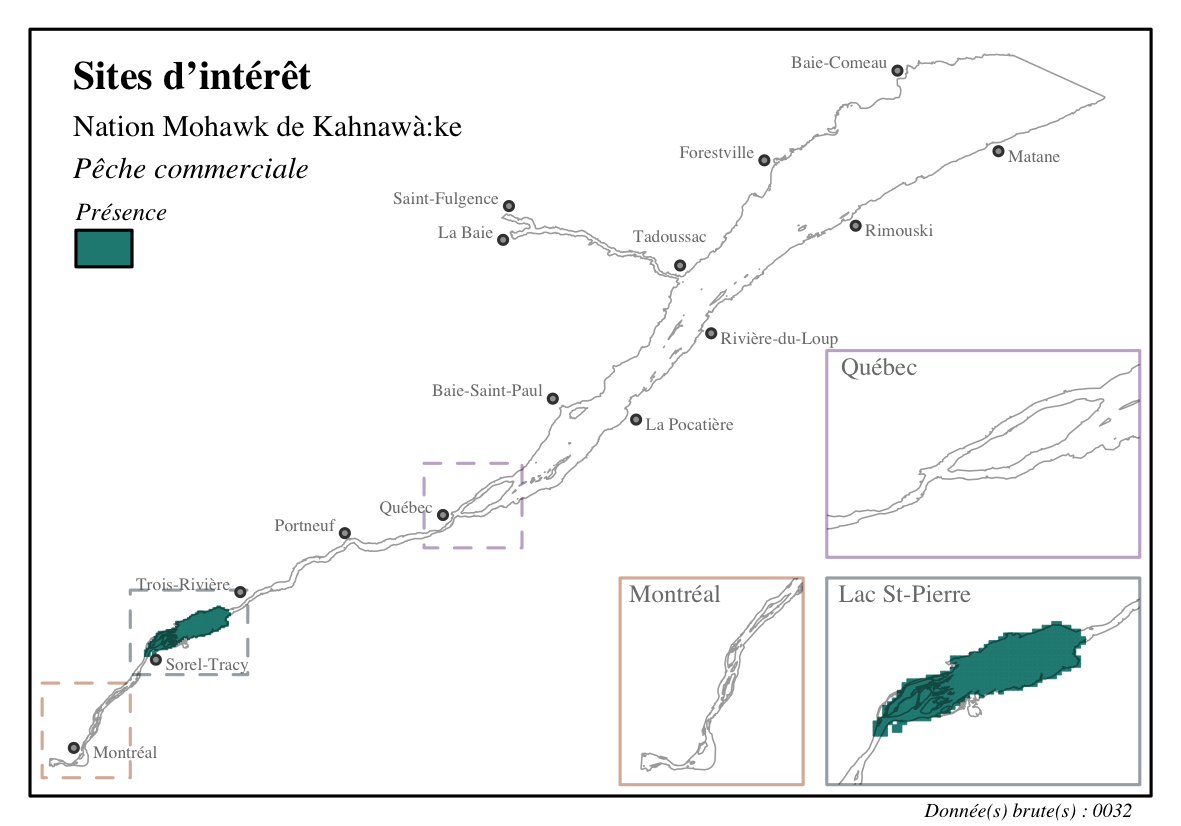 Sites d’intérêt
Nation Mohawk de Kahnawà:ke
Pêche commerciale
Présence
Baie-Comeau
Forestville
Matane
Saint-Fulgence
La Baie
Tadoussac
Rimouski
Rivière-du-Loup
Baie-Saint-Paul
La Pocatière
Québec
Portneuf
Trois-Rivière
Sorel-Tracy
Montréal
Québec
Montréal
Lac St-Pierre
Donnée(s) brute(s) : 0032